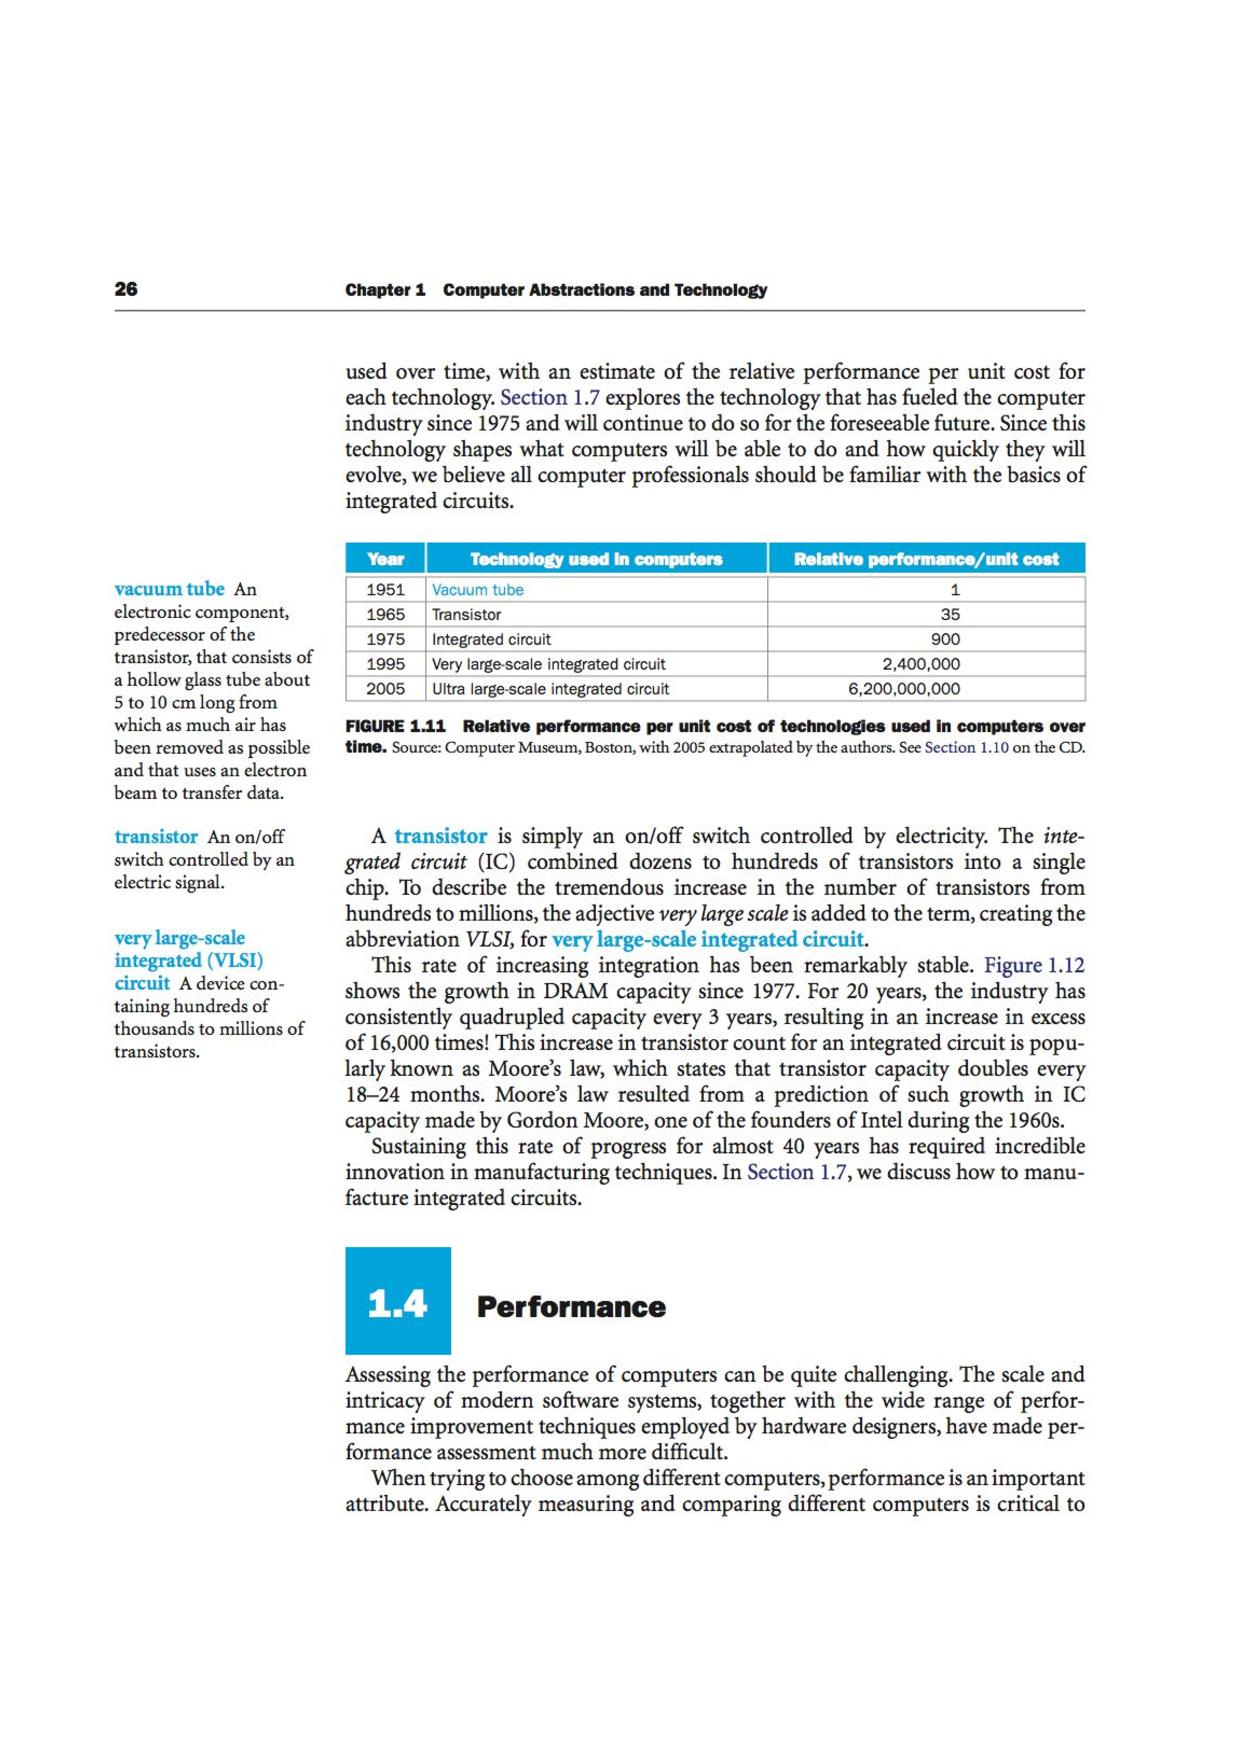 26
Chapter 1 Computer Abstractions and Technology
used over time, with an estimate of the relative performance per unit cost for
each technology. Section 1.7 explores the technology that has fueled the computer
industry since 1975 and will continue to do so for the foreseeable future. Since this
technology shapes what computers will be able to do and how quickly they will
evolve, we believe all computer professionals should be familiar with the basics of
integrated circuits.
Year Technology used in computers Relative performance/unit cost
1951 Vacuum tube 1
1965 Transistor 35
1975 Integrated circuit 900
1995 Very large-scale integrated circuit 2,400,000
2005 Ultra large-scale integrated circuit 6,200,000,000
FIGURE 1.11 Relative performance per unit cost of technologies used in computers over
time. Source: Computer Museum, Boston, with 2005 extrapolated by the authors. See Section 1.10 on the CD.
vacuum tube An
electronic component,
predecessor of the
transistor, that consists of
a hollow glass tube about
5 to 10 cm long from
which as much air has
been removed as possible
and that uses an electron
beam to transfer data.
transistor An on/off
switch controlled by an
electric signal.
very large-scale
integrated (VLSI)
circuit A device con-
taining hundreds of
thousands to millions of
transistors.
A transistor is simply an on/off switch controlled by electricity. The inte-
grated circuit (IC) combined dozens to hundreds of transistors into a single
chip. To describe the tremendous increase in the number of transistors from
hundreds to millions, the adjective very large scale is added to the term, creating the
abbreviation VLSI, for very large-scale integrated circuit.
This rate of increasing integration has been remarkably stable. Figure 1.12
shows the growth in DRAM capacity since 1977. For 20 years, the industry has
consistently quadrupled capacity every 3 years, resulting in an increase in excess
of 16,000 times! This increase in transistor count for an integrated circuit is popu-
larly known as Moore's law, which states that transistor capacity doubles every
18–24 months. Moore's law resulted from a prediction of such growth in IC
capacity made by Gordon Moore, one of the founders of Intel during the 1960s.
Sustaining this rate of progress for almost 40 years has required incredible
innovation in manufacturing techniques. In Section 1.7, we discuss how to manu-
facture integrated circuits.
1.4 Performance
Assessing the performance of computers can be quite challenging. The scale and
intricacy of modern software systems, together with the wide range of perfor-
mance improvement techniques employed by hardware designers, have made per-
formance assessment much more difficult.
When trying to choose among different computers, performance is an important
attribute. Accurately measuring and comparing different computers is critical to